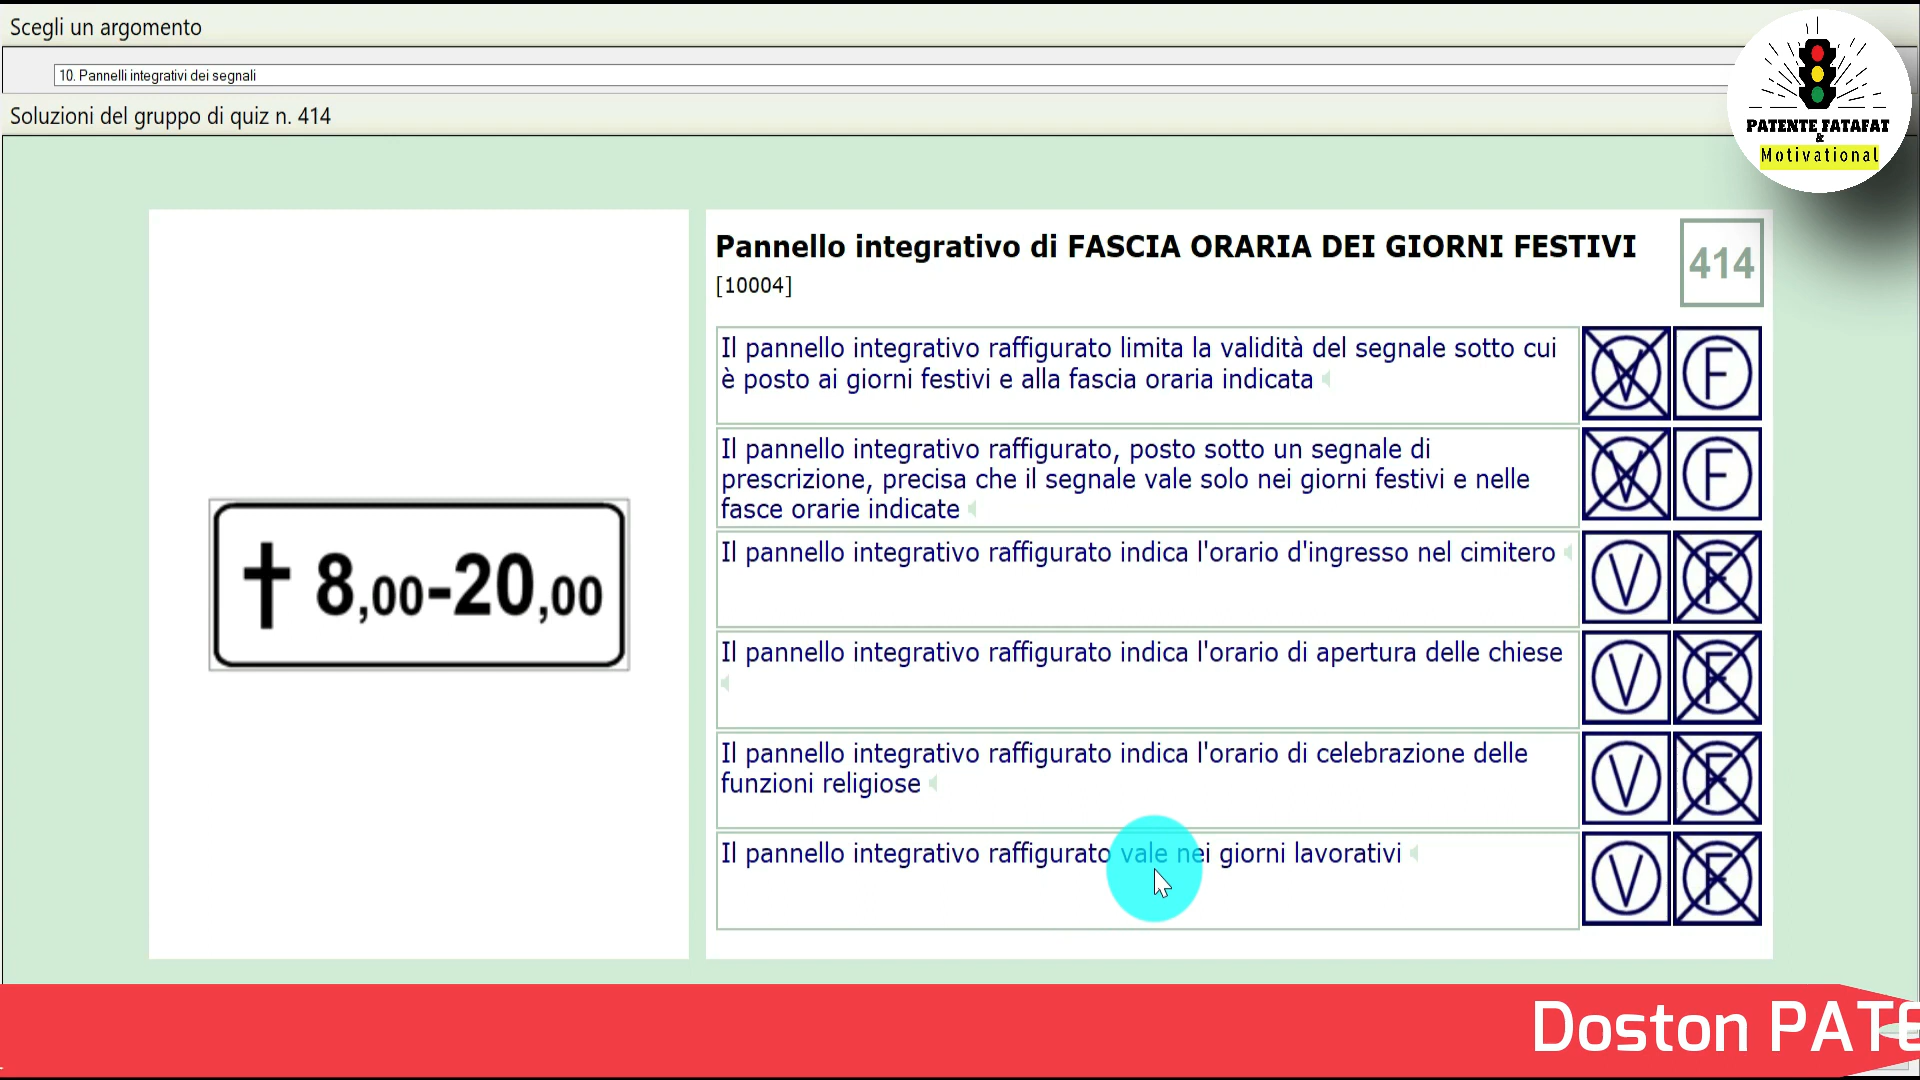 Scegli un argomento
10. Pannelli integrativi dei segnali
Soluzioni del gruppo di quiz n. 414
PATENTE FATAFAT
&
Motivational
Pannello integrativo di FASCIA ORARIA DEI GIORNI FESTIVI
[10004]
414
Il pannello integrativo raffigurato limita la validità del segnale sotto cui
è posto ai giorni festivi e alla fascia oraria indicata
V F
Il pannello integrativo raffigurato, posto sotto un segnale di
prescrizione, precisa che il segnale vale solo nei giorni festivi e nelle
fasce orarie indicate
V F
Il pannello integrativo raffigurato indica l'orario d'ingresso nel cimitero
V F
Il pannello integrativo raffigurato indica l'orario di apertura delle chiese
V F
Il pannello integrativo raffigurato indica l'orario di celebrazione delle
funzioni religiose
V F
Il pannello integrativo raffigurato vale nei giorni lavorativi
V F
† 8,00-20,00
Doston